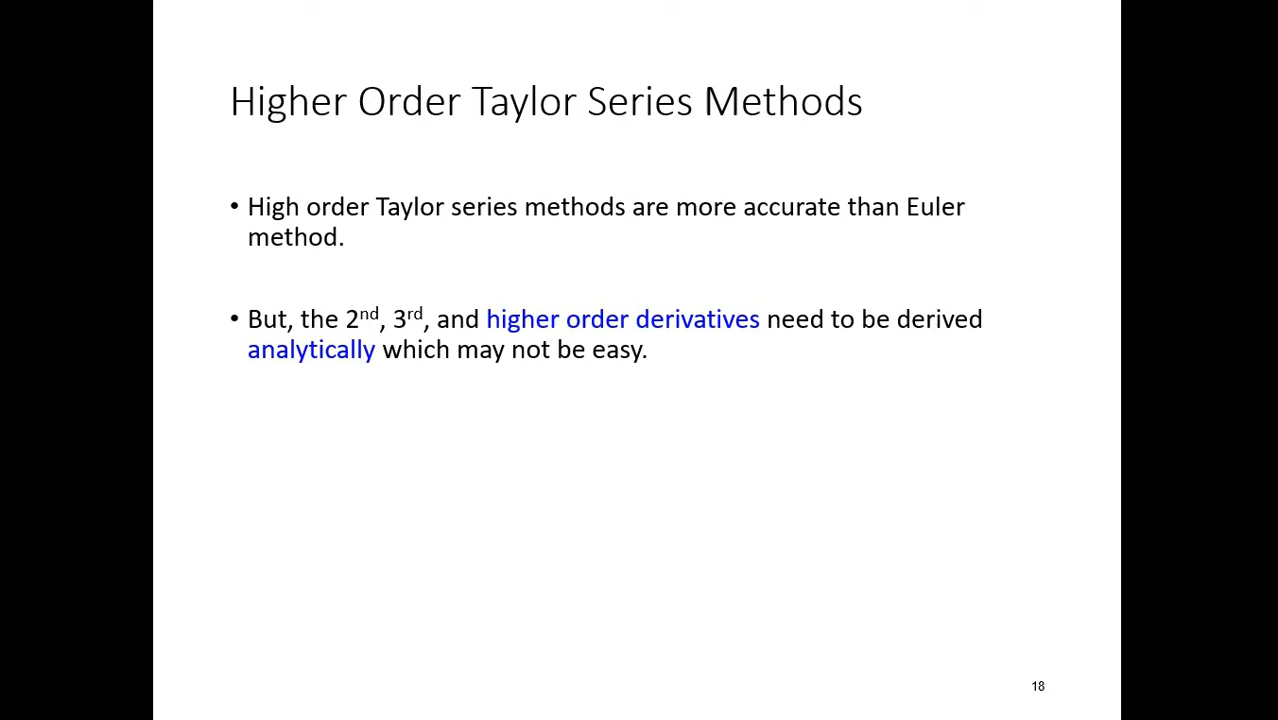 Higher Order Taylor Series Methods
• High order Taylor series methods are more accurate than Euler
method.
• But, the 2nd, 3rd, and higher order derivatives need to be derived
analytically which may not be easy.
18